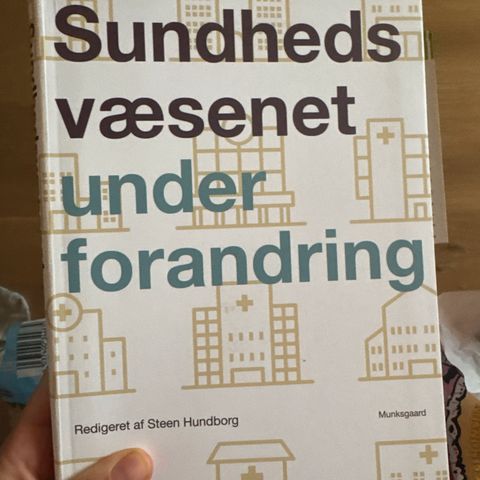 Sundheds
væsenet
under
forandring
Redigeret af Steen Hundborg
Munksgaard